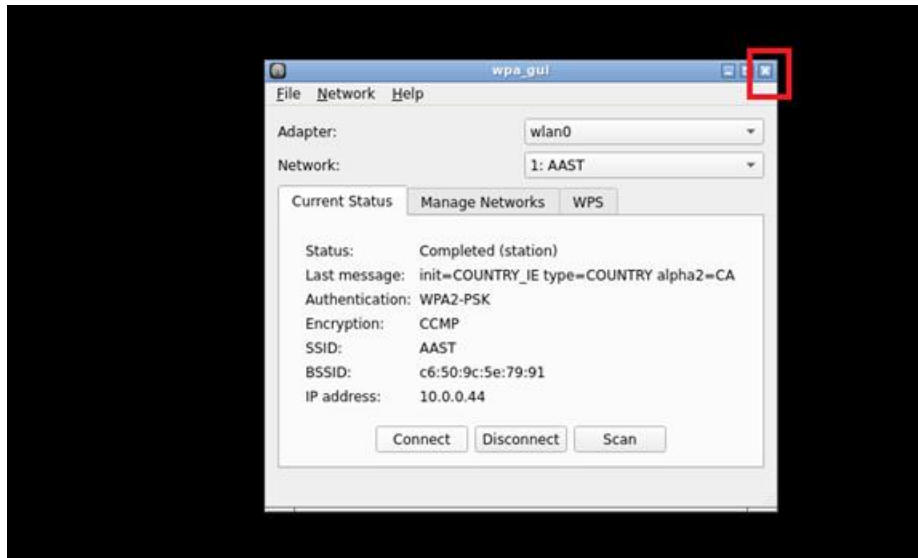 wpa_gui
File Network Help
Adapter: wlan0
Network: 1: AAST
Current Status Manage Networks WPS
Status: Completed (station)
Last message: init=COUNTRY_IE type=COUNTRY alpha2=CA
Authentication: WPA2-PSK
Encryption: CCMP
SSID: AAST
BSSID: c6:50:9c:5e:79:91
IP address: 10.0.0.44
Connect Disconnect Scan